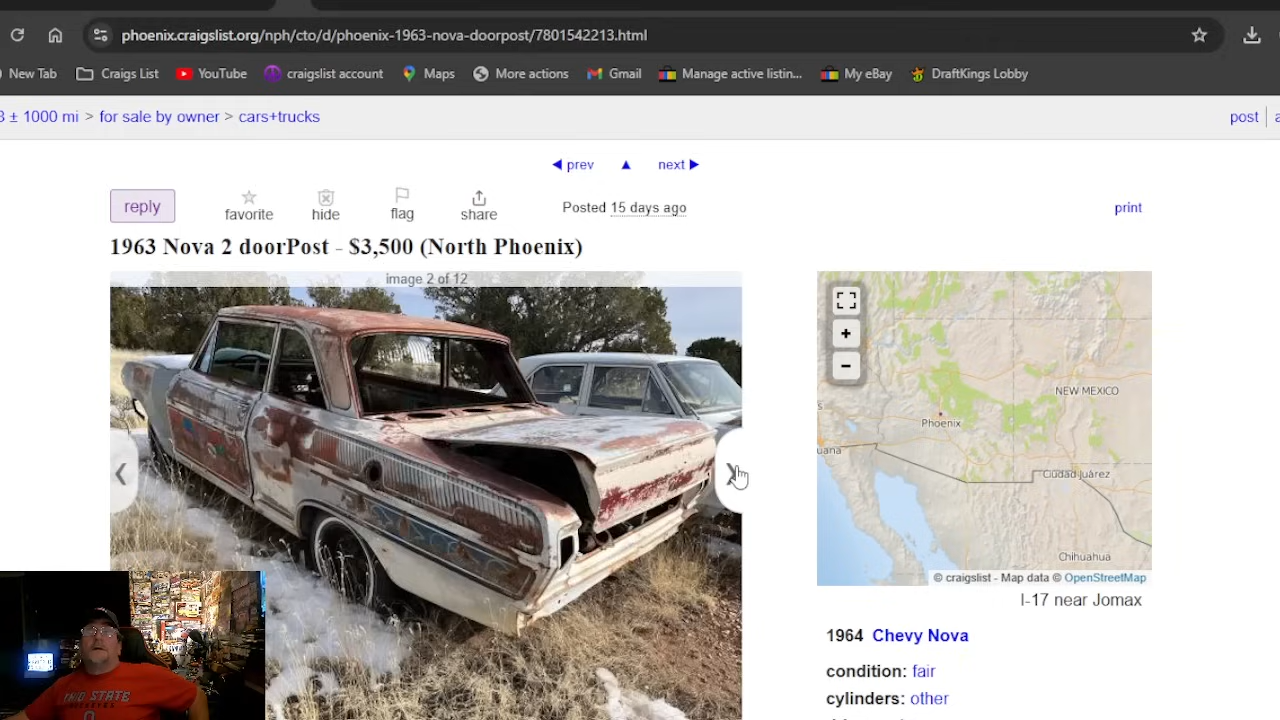 phoenix.craigslist.org/nph/cto/d/phoenix-1963-nova-doorpost/7801542213.html
New Tab Craigs List YouTube craigslist account Maps More actions Gmail Manage active listin... My eBay DraftKings Lobby
3 ± 1000 mi > for sale by owner > cars+trucks post
◀ prev ▲ next ▶
reply favorite hide flag share Posted 15 days ago print
1963 Nova 2 doorPost - $3,500 (North Phoenix)
image 2 of 12
+
−
NEW MEXICO
Phoenix
Ciudad Juárez
Chihuahua
© craigslist - Map data © OpenStreetMap
I-17 near Jomax
1964 Chevy Nova
condition: fair
cylinders: other
OHIO STATE
BUCKEYES